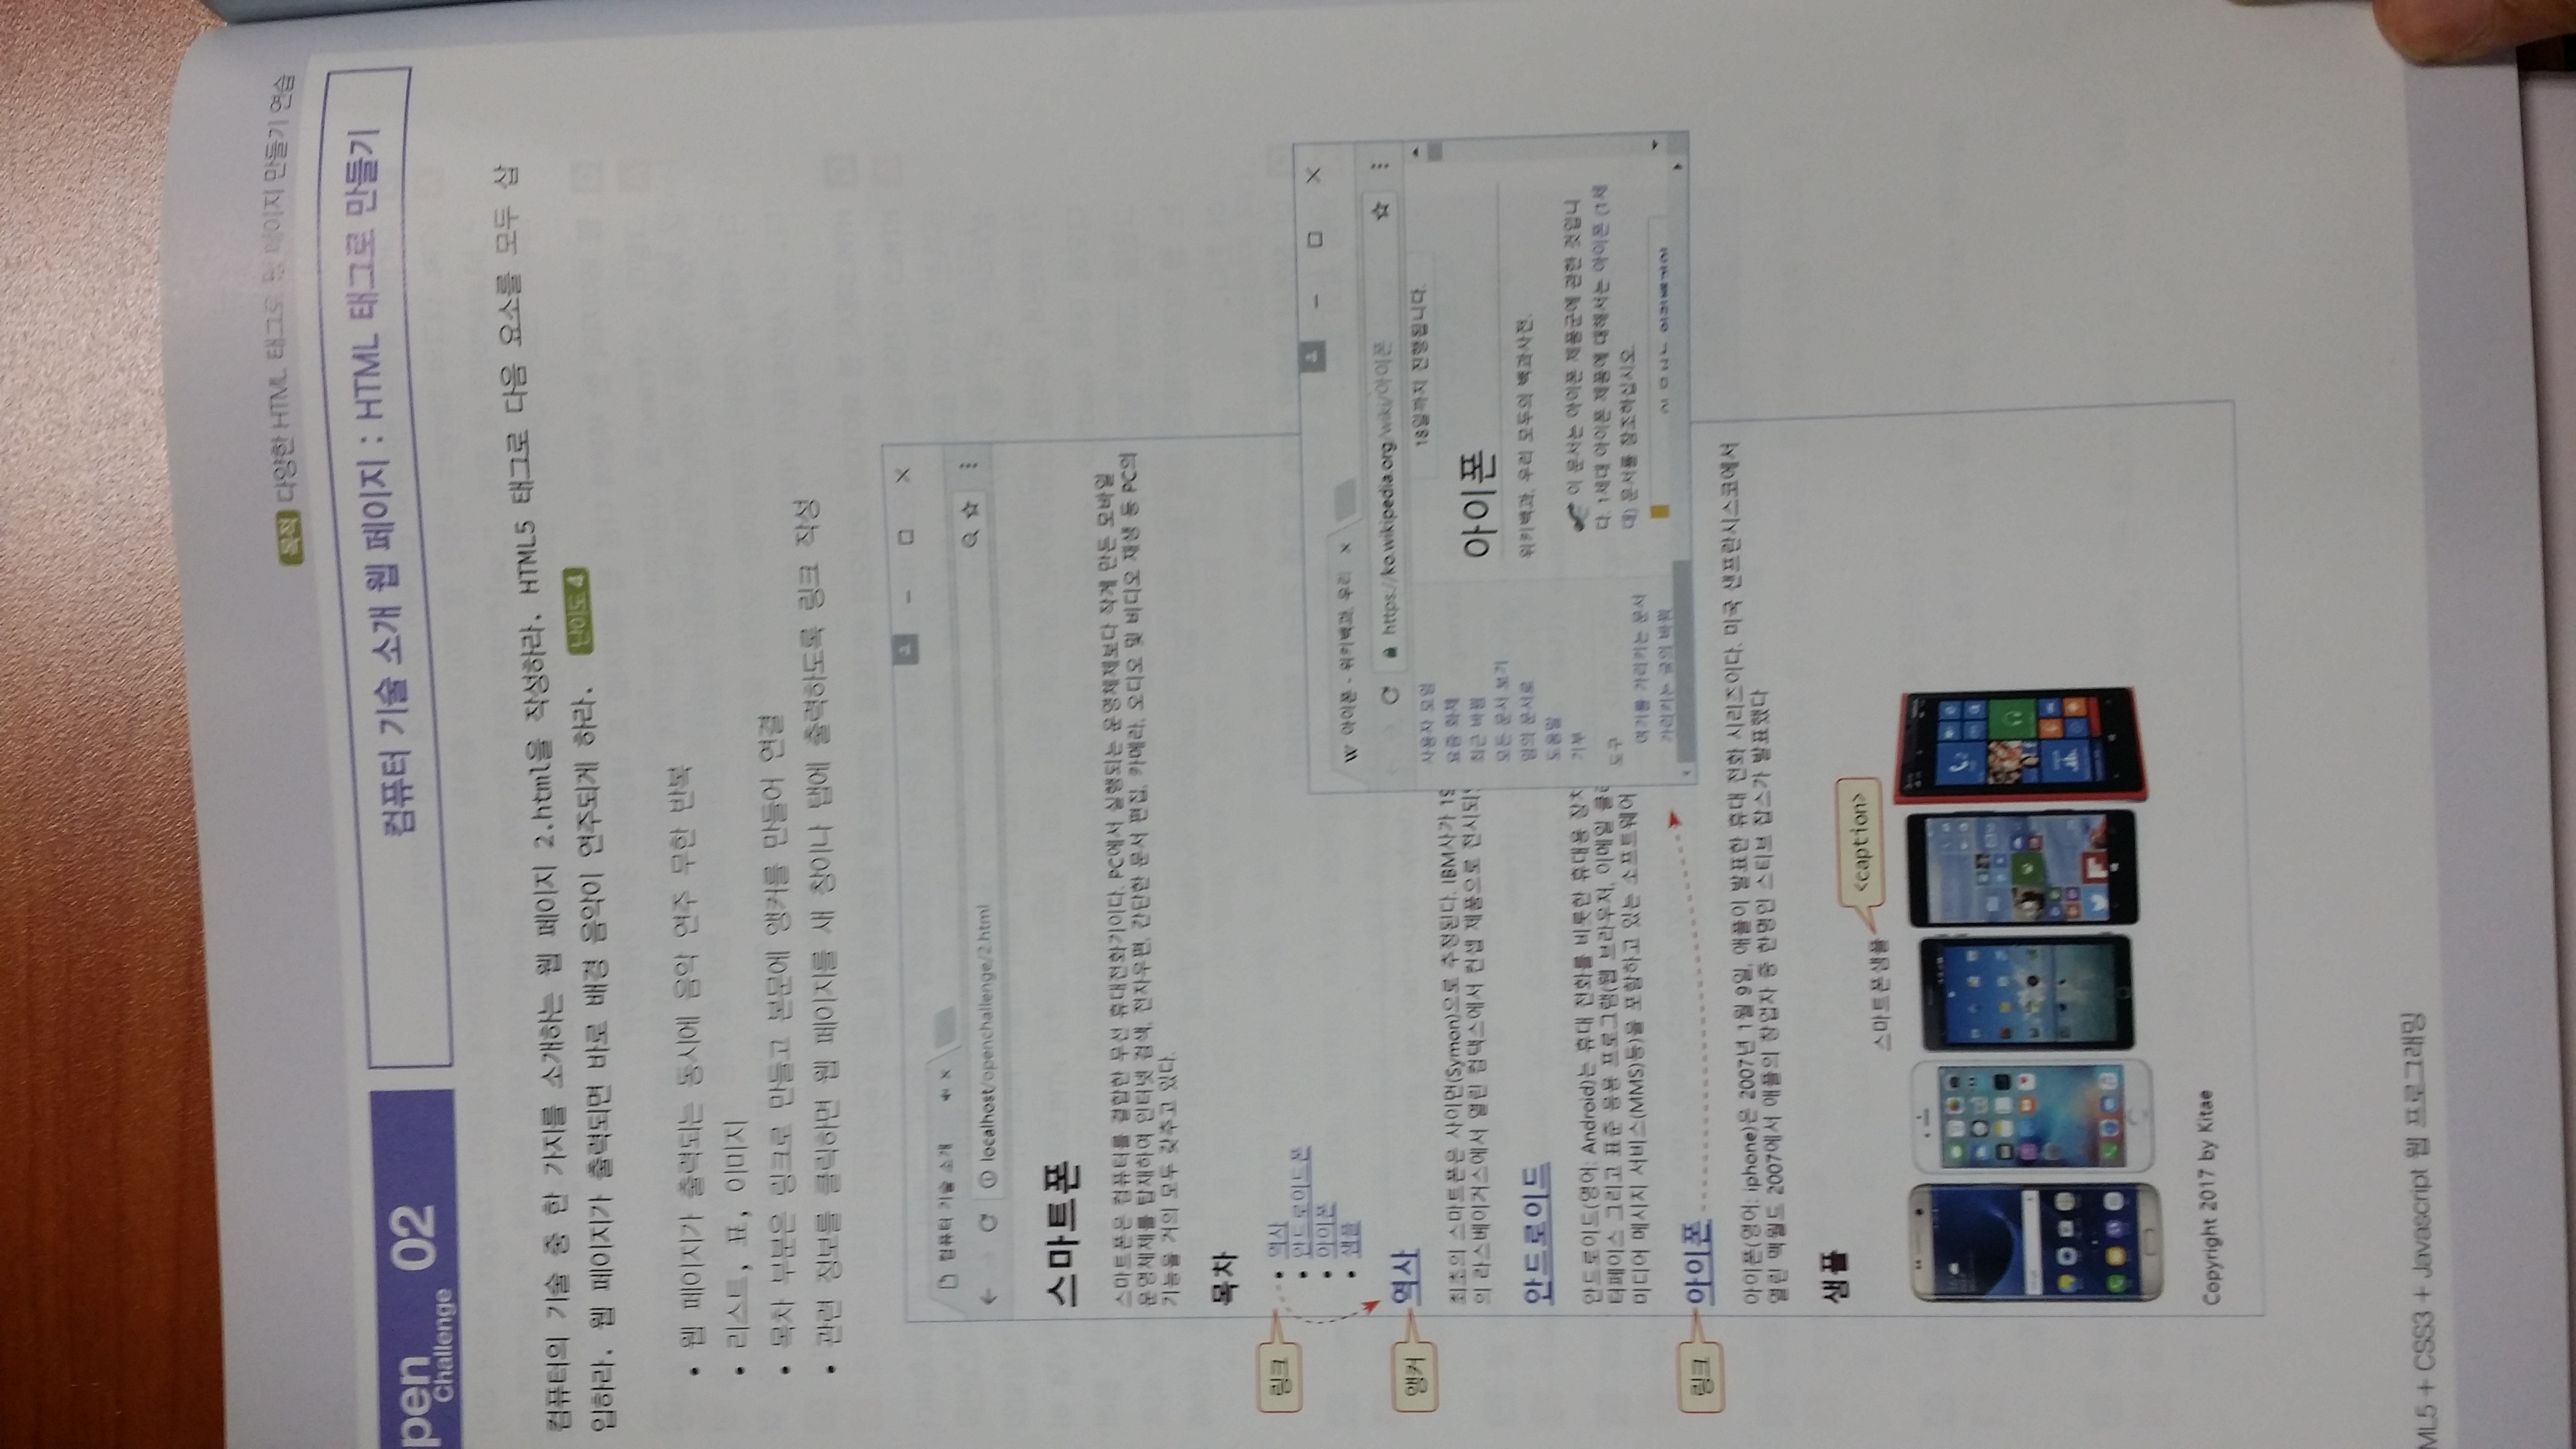 목적 다양한 HTML 태그로 웹 페이지 만들기 연습
pen Challenge 02
컴퓨터 기술 소개 웹 페이지 : HTML 태그로 만들기
컴퓨터의 기술 중 한 가지를 소개하는 웹 페이지 2.html을 작성하라. HTML5 태그로 다음 요소를 모두 삽
입하라. 웹 페이지가 출력되면 바로 배경 음악이 연주되게 하라. 난이도 4
• 웹 페이지가 출력되는 동시에 음악 연주 무한 반복
• 리스트, 표, 이미지
• 목차 부분은 링크로 만들고 본문에 앵커를 만들어 연결
• 관련 정보를 클릭하면 웹 페이지를 새 창이나 탭에 출력하도록 링크 작성
컴퓨터 기술 소개
localhost/openchallenge/2.html
스마트폰
스마트폰은 컴퓨터를 결합한 무선 휴대전화기이다. PC에서 실행되는 운영체제보다 작게 만든 모바일
운영체제를 탑재하여 인터넷 검색, 전자우편, 간단한 문서 편집, 카메라, 오디오 및 비디오 재생 등 PC의
기능을 거의 모두 갖추고 있다.
목차
링크
• 역사
• 안드로이드폰
• 아이폰
• 샘플
앵커
역사
최초의 스마트폰은 사이먼(Symon)으로 추정된다. IBM사가 19
의 라스베이거스에서 열린 컴댁스에서 컨셉 제품으로 전시되
안드로이드
안드로이드(영어: Android)는 휴대 전화를 비롯한 휴대용 장치
터페이스 그리고 표준 응용 프로그램(웹 브라우저, 이메일 클
미디어 메시지 서비스(MMS)등)을 포함하고 있는 소프트웨어
W 아이폰 - 위키백과, 우리
https://ko.wikipedia.org/wiki/아이폰
사용자 모임
요즘 화제
최근 바뀜
모든 문서 보기
임의 문서로
도움말
기부
도구
여기를 가리키는 문서
가리키는 글의 바뀜
18일까지 진행됩니다.
아이폰
위키백과, 우리 모두의 백과사전.
이 문서는 아이폰 제품군에 관한 것입니
다. 1세대 아이폰 제품에 대해서는 아이폰 (1세
대) 문서를 참조하십시오.
링크
아이폰
아이폰(영어: iphone)은 2007년 1월 9일, 애플이 발표한 휴대 전화 시리즈이다. 미국 샌프란시스코에서
열린 맥월드 2007에서 애플의 창업자 중 한명인 스티브 잡스가 발표했다
샘플
스마트폰샘플
<caption>
Copyright 2017 by Kitae
ML5 + CSS3 + Javascript 웹 프로그래밍